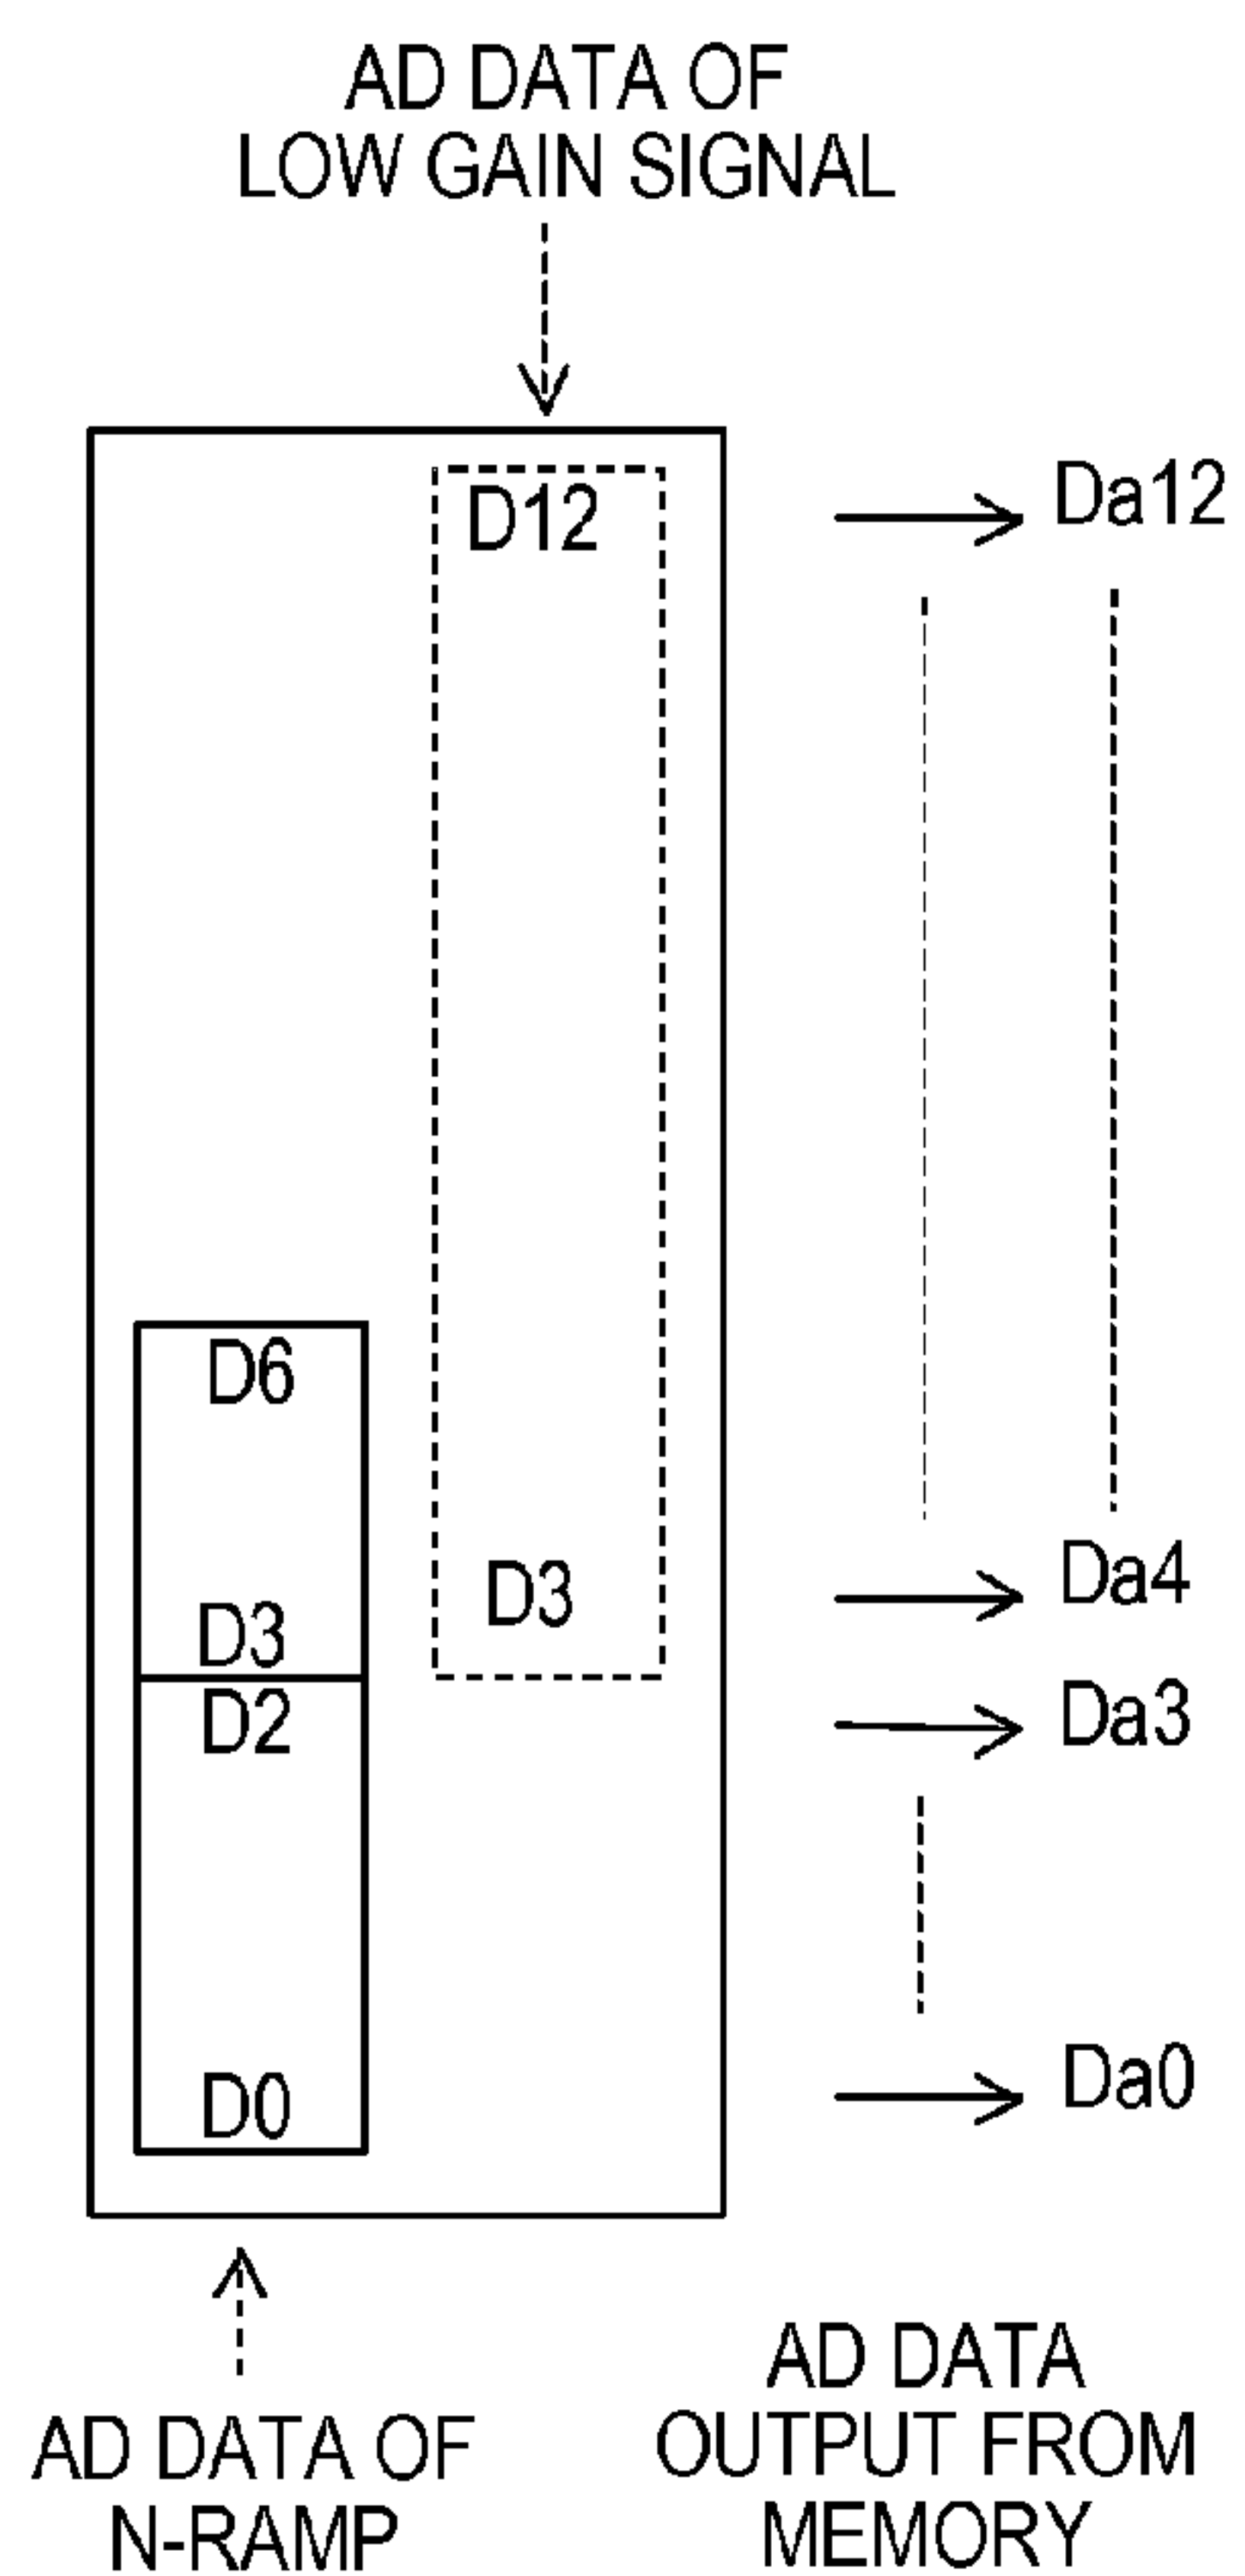 AD DATA OF
LOW GAIN SIGNAL
D12
Da12
D6
D3
D3
Da4
D2
Da3
D0
Da0
AD DATA OF
N-RAMP
AD DATA
OUTPUT FROM
MEMORY